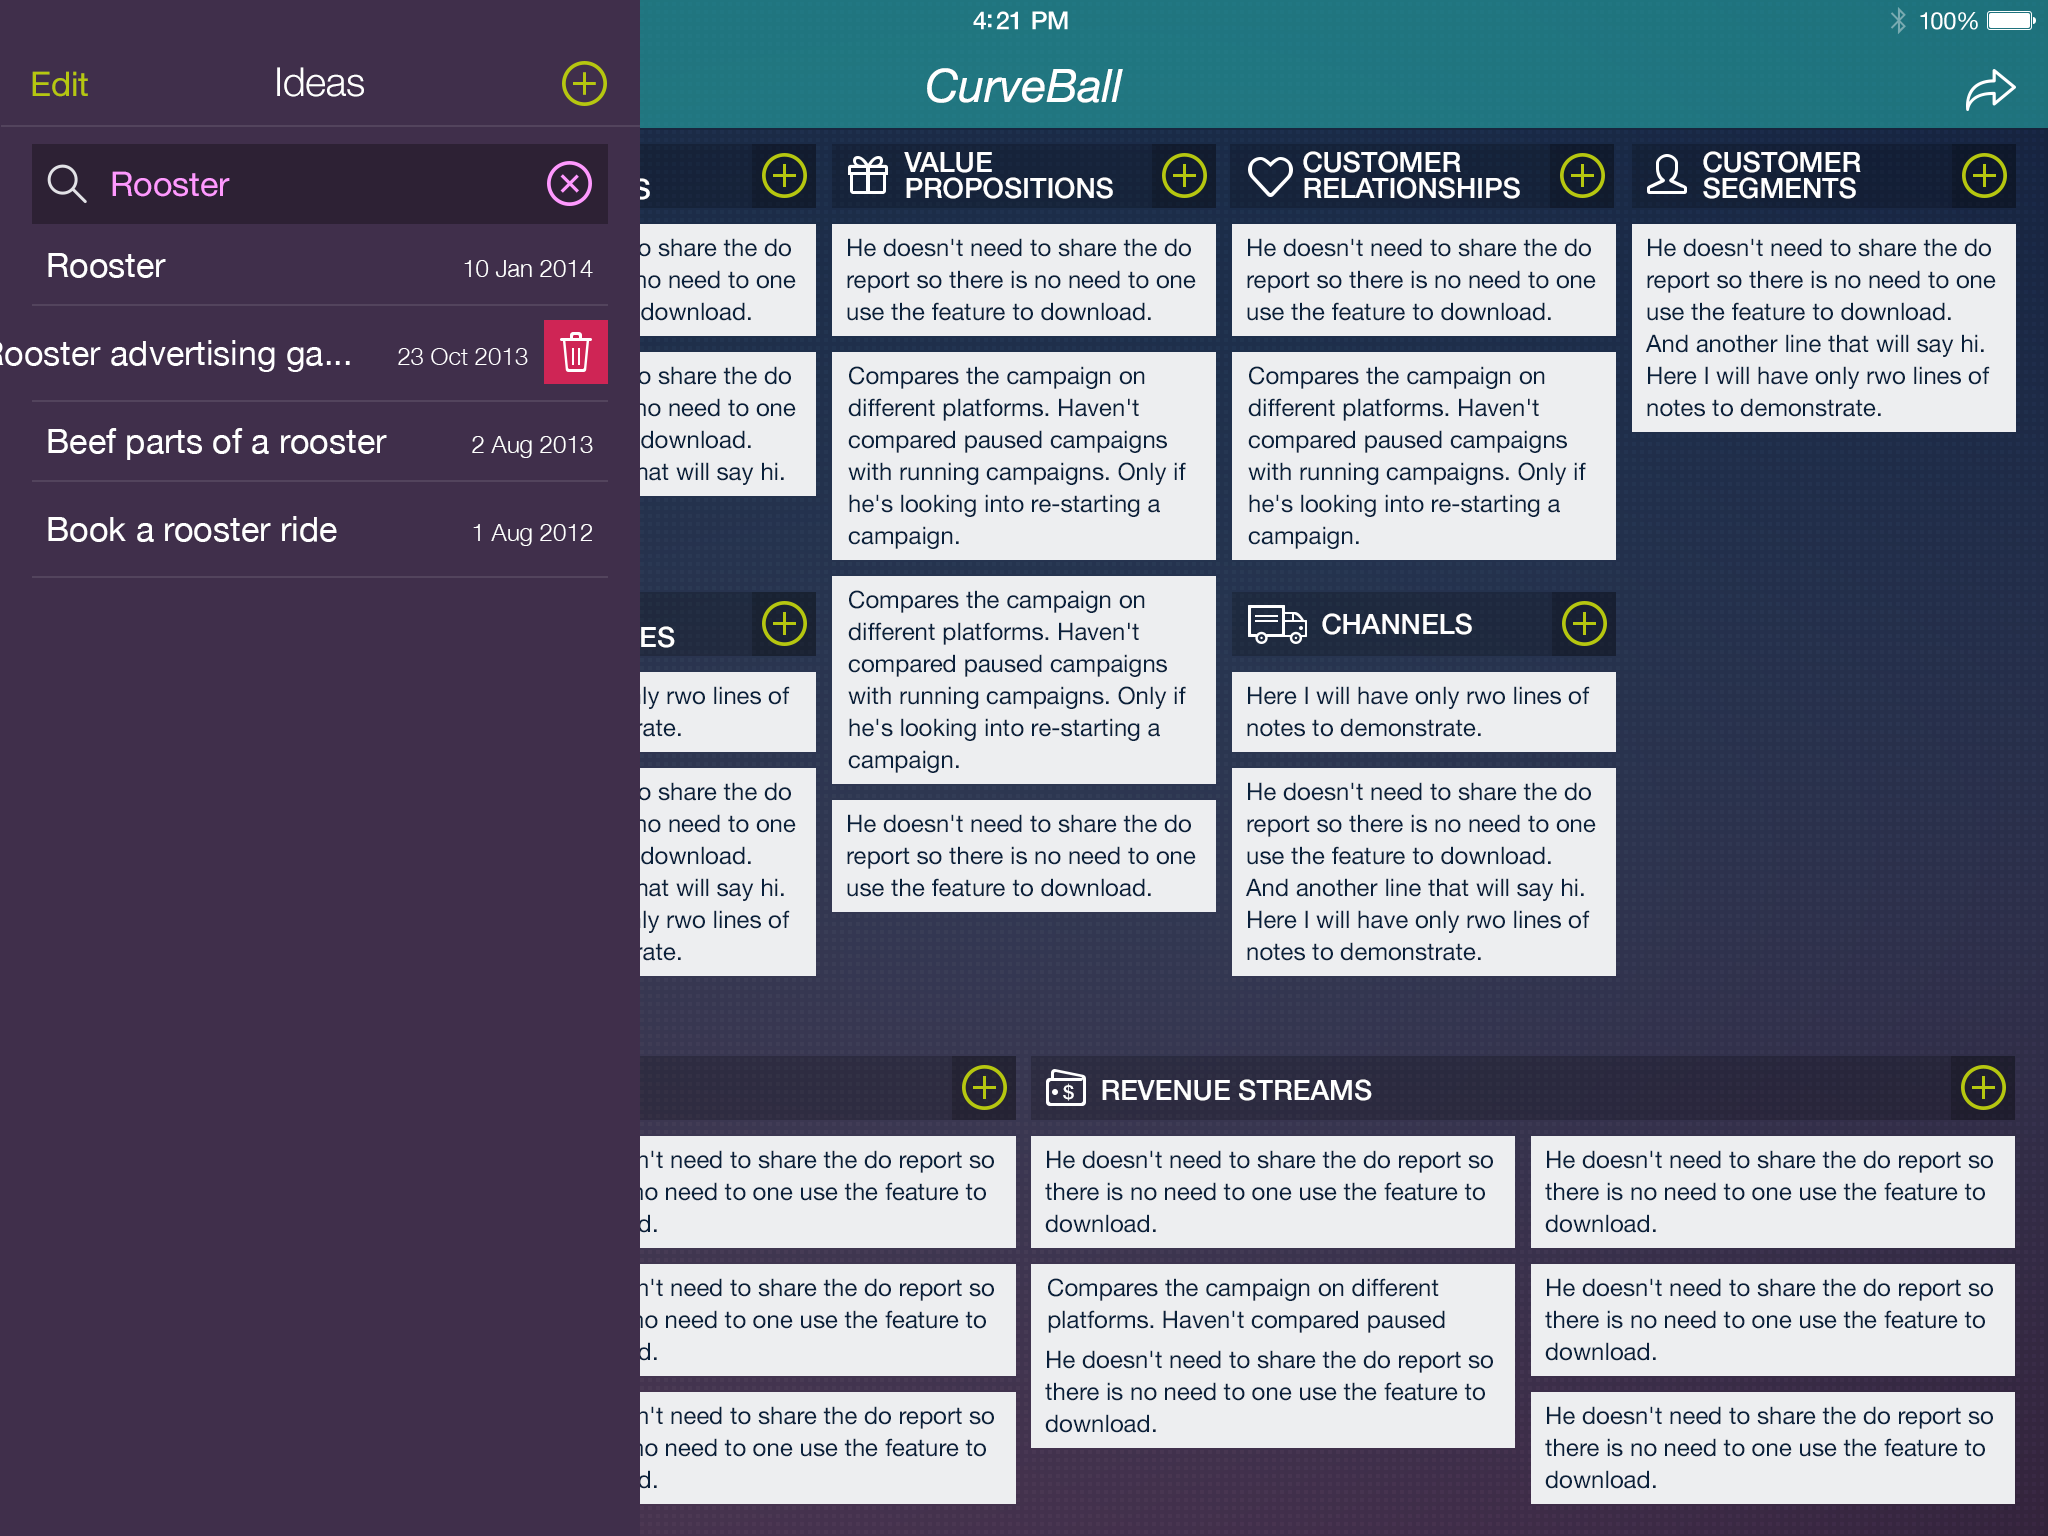 4:21 PM
100%
Edit
Ideas
CurveBall
Rooster
Rooster
10 Jan 2014
Rooster advertising ga...
23 Oct 2013
Beef parts of a rooster
2 Aug 2013
Book a rooster ride
1 Aug 2012
S
share the do
need to one
download.
share the do
need to one
download.
will say hi.
ES
rwo lines of
share the do
need to one
download.
will say hi.
rwo lines of
VALUE
PROPOSITIONS
He doesn't need to share the do
report so there is no need to one
use the feature to download.
Compares the campaign on
different platforms. Haven't
compared paused campaigns
with running campaigns. Only if
he's looking into re-starting a
campaign.
Compares the campaign on
different platforms. Haven't
compared paused campaigns
with running campaigns. Only if
he's looking into re-starting a
campaign.
He doesn't need to share the do
report so there is no need to one
use the feature to download.
CUSTOMER
RELATIONSHIPS
He doesn't need to share the do
report so there is no need to one
use the feature to download.
Compares the campaign on
different platforms. Haven't
compared paused campaigns
with running campaigns. Only if
he's looking into re-starting a
campaign.
CHANNELS
Here I will have only rwo lines of
notes to demonstrate.
He doesn't need to share the do
report so there is no need to one
use the feature to download.
And another line that will say hi.
Here I will have only rwo lines of
notes to demonstrate.
CUSTOMER
SEGMENTS
He doesn't need to share the do
report so there is no need to one
use the feature to download.
And another line that will say hi.
Here I will have only rwo lines of
notes to demonstrate.
need to share the do report so
need to one use the feature to
d.
need to share the do report so
need to one use the feature to
d.
need to share the do report so
need to one use the feature to
d.
$ REVENUE STREAMS
He doesn't need to share the do report so
there is no need to one use the feature to
download.
Compares the campaign on different
platforms. Haven't compared paused
He doesn't need to share the do report so
there is no need to one use the feature to
download.
He doesn't need to share the do report so
there is no need to one use the feature to
download.
He doesn't need to share the do report so
there is no need to one use the feature to
download.
He doesn't need to share the do report so
there is no need to one use the feature to
download.